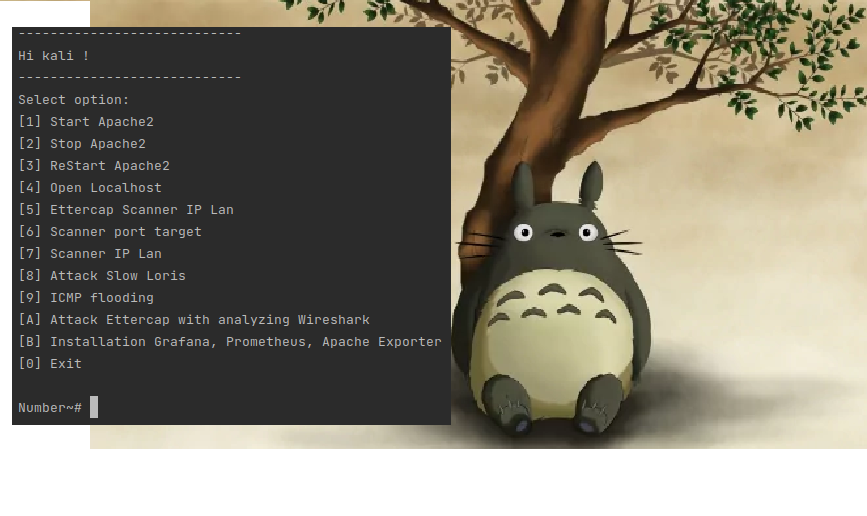 ----------------------------
Hi kali !
----------------------------
Select option:
[1] Start Apache2
[2] Stop Apache2
[3] ReStart Apache2
[4] Open Localhost
[5] Ettercap Scanner IP Lan
[6] Scanner port target
[7] Scanner IP Lan
[8] Attack Slow Loris
[9] ICMP flooding
[A] Attack Ettercap with analyzing Wireshark
[B] Installation Grafana, Prometheus, Apache Exporter
[0] Exit
Number~#